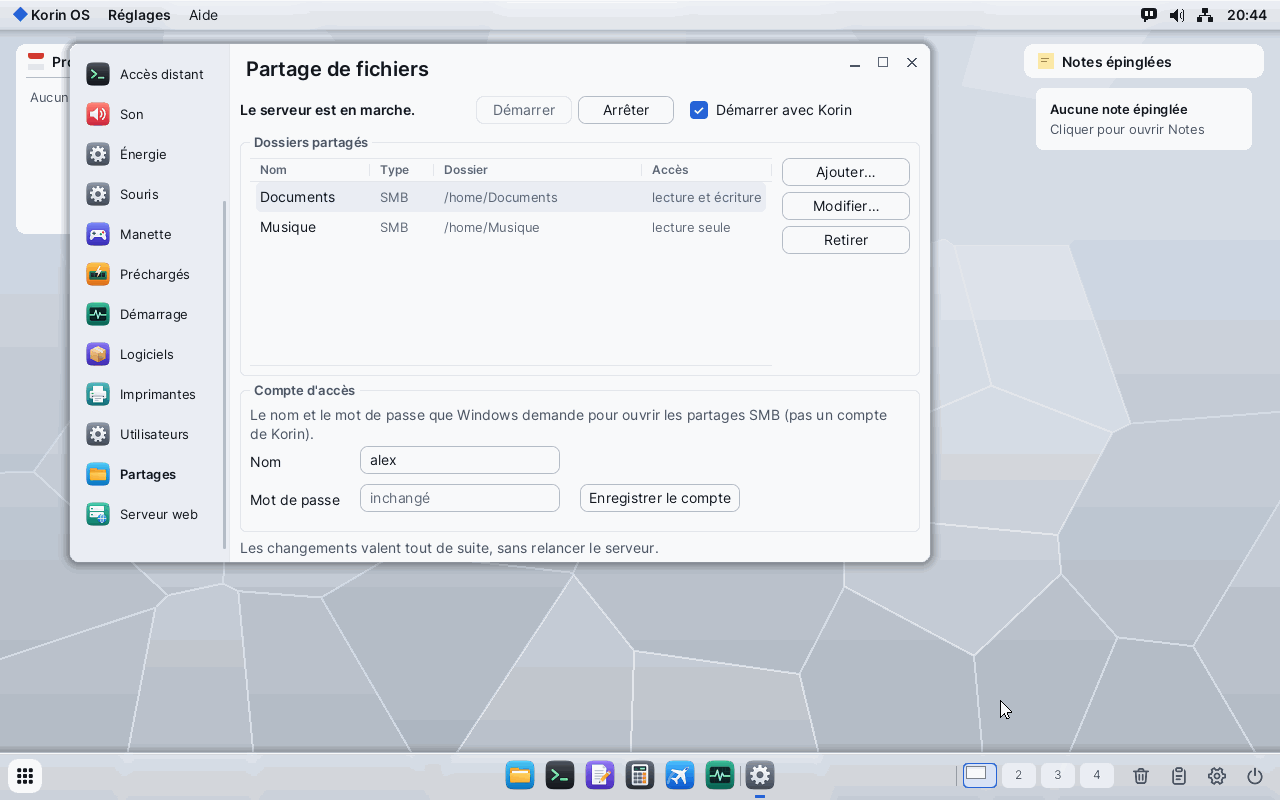 Korin OS Réglages Aide 20:44
Aucun
Accès distant
Son
Énergie
Souris
Manette
Préchargés
Démarrage
Logiciels
Imprimantes
Utilisateurs
Partages
Serveur web
Partage de fichiers
Le serveur est en marche. Démarrer Arrêter Démarrer avec Korin
Dossiers partagés
Nom Type Dossier Accès
Documents SMB /home/Documents lecture et écriture
Musique SMB /home/Musique lecture seule
Ajouter...
Modifier...
Retirer
Compte d'accès
Le nom et le mot de passe que Windows demande pour ouvrir les partages SMB (pas un compte
de Korin).
Nom alex
Mot de passe inchangé Enregistrer le compte
Les changements valent tout de suite, sans relancer le serveur.
Notes épinglées
Aucune note épinglée
Cliquer pour ouvrir Notes
2 3 4